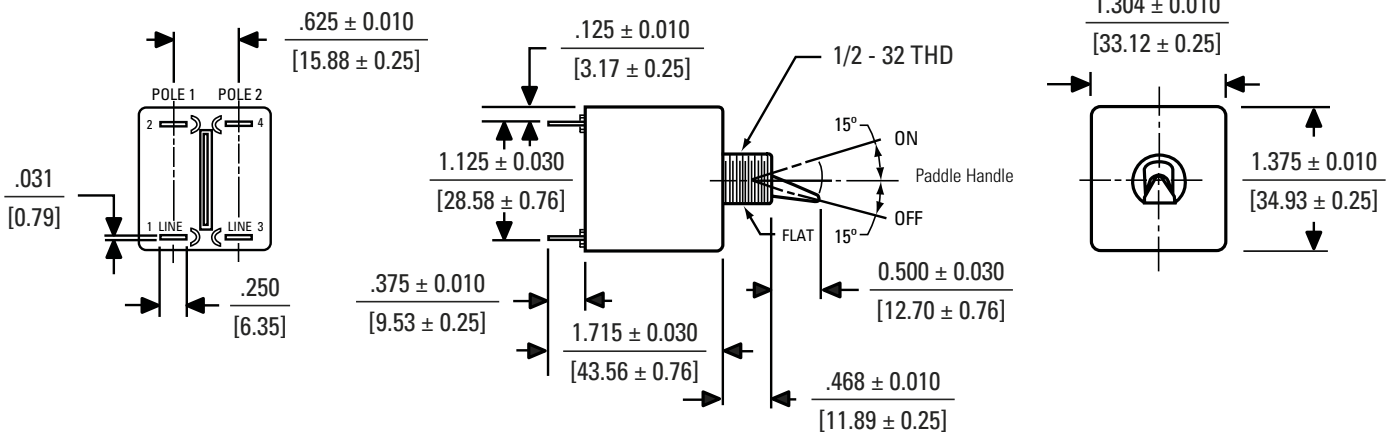 .625 ± 0.010
[15.88 ± 0.25]
POLE 1 POLE 2
2 4
.031
[0.79]
1 LINE LINE 3
.250
[6.35]
.125 ± 0.010
[3.17 ± 0.25]
1/2 - 32 THD
15º
ON
1.125 ± 0.030
[28.58 ± 0.76]
Paddle Handle
OFF
FLAT
15º
.375 ± 0.010
[9.53 ± 0.25]
0.500 ± 0.030
[12.70 ± 0.76]
1.715 ± 0.030
[43.56 ± 0.76]
.468 ± 0.010
[11.89 ± 0.25]
1.304 ± 0.010
[33.12 ± 0.25]
1.375 ± 0.010
[34.93 ± 0.25]